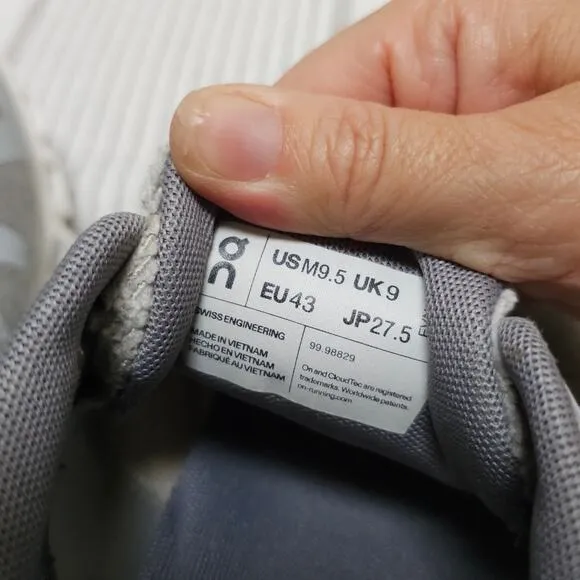 On
US M9.5 UK 9
EU 43 JP 27.5
SWISS ENGINEERING
MADE IN VIETNAM
HECHO EN VIETNAM
FABRIQUÉ AU VIETNAM
99.98829
On and CloudTec are registered
trademarks. Worldwide patents.
on-running.com